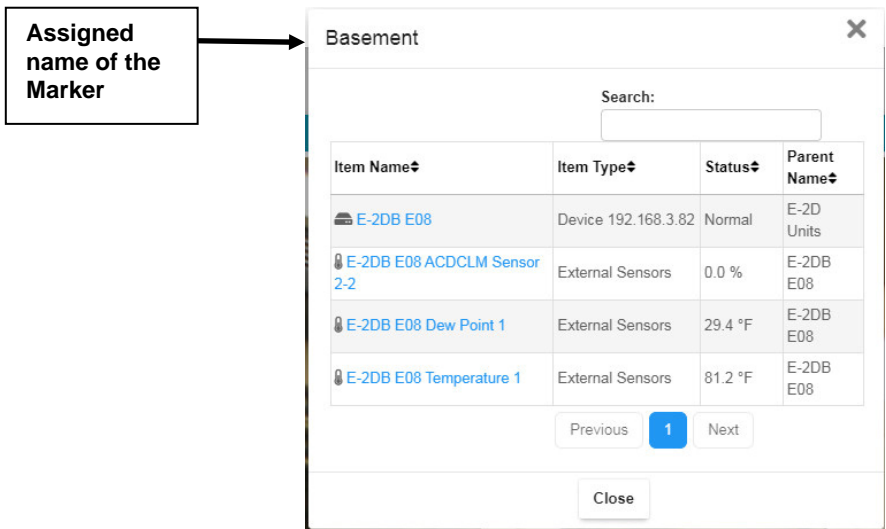 Assigned
name of the
Marker
Basement
Search:
Item Name Item Type Status Parent
Name
E-2DB E08 Device 192.168.3.82 Normal E-2D
Units
E-2DB E08 ACDCLM Sensor
2-2 External Sensors 0.0 % E-2DB
E08
E-2DB E08 Dew Point 1 External Sensors 29.4 °F E-2DB
E08
E-2DB E08 Temperature 1 External Sensors 81.2 °F E-2DB
E08
Previous 1 Next
Close